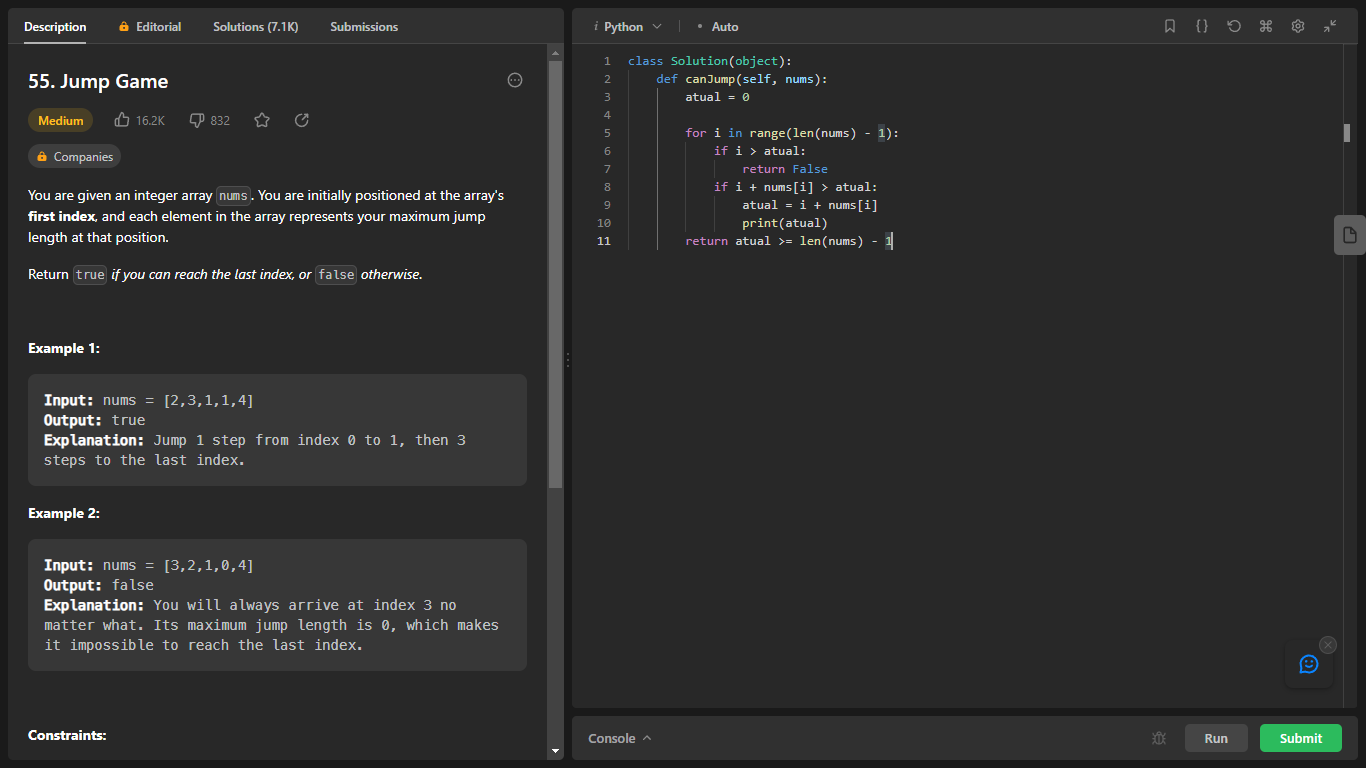 Description Editorial Solutions (7.1K) Submissions
55. Jump Game
Medium 16.2K 832
Companies
You are given an integer array nums. You are initially positioned at the array's
first index, and each element in the array represents your maximum jump
length at that position.
Return true if you can reach the last index, or false otherwise.
Example 1:
Input: nums = [2,3,1,1,4]
Output: true
Explanation: Jump 1 step from index 0 to 1, then 3
steps to the last index.
Example 2:
Input: nums = [3,2,1,0,4]
Output: false
Explanation: You will always arrive at index 3 no
matter what. Its maximum jump length is 0, which makes
it impossible to reach the last index.
Constraints:
i Python • Auto
1 class Solution(object):
2 def canJump(self, nums):
3 atual = 0
4
5 for i in range(len(nums) - 1):
6 if i > atual:
7 return False
8 if i + nums[i] > atual:
9 atual = i + nums[i]
10 print(atual)
11 return atual >= len(nums) - 1
Console Run Submit